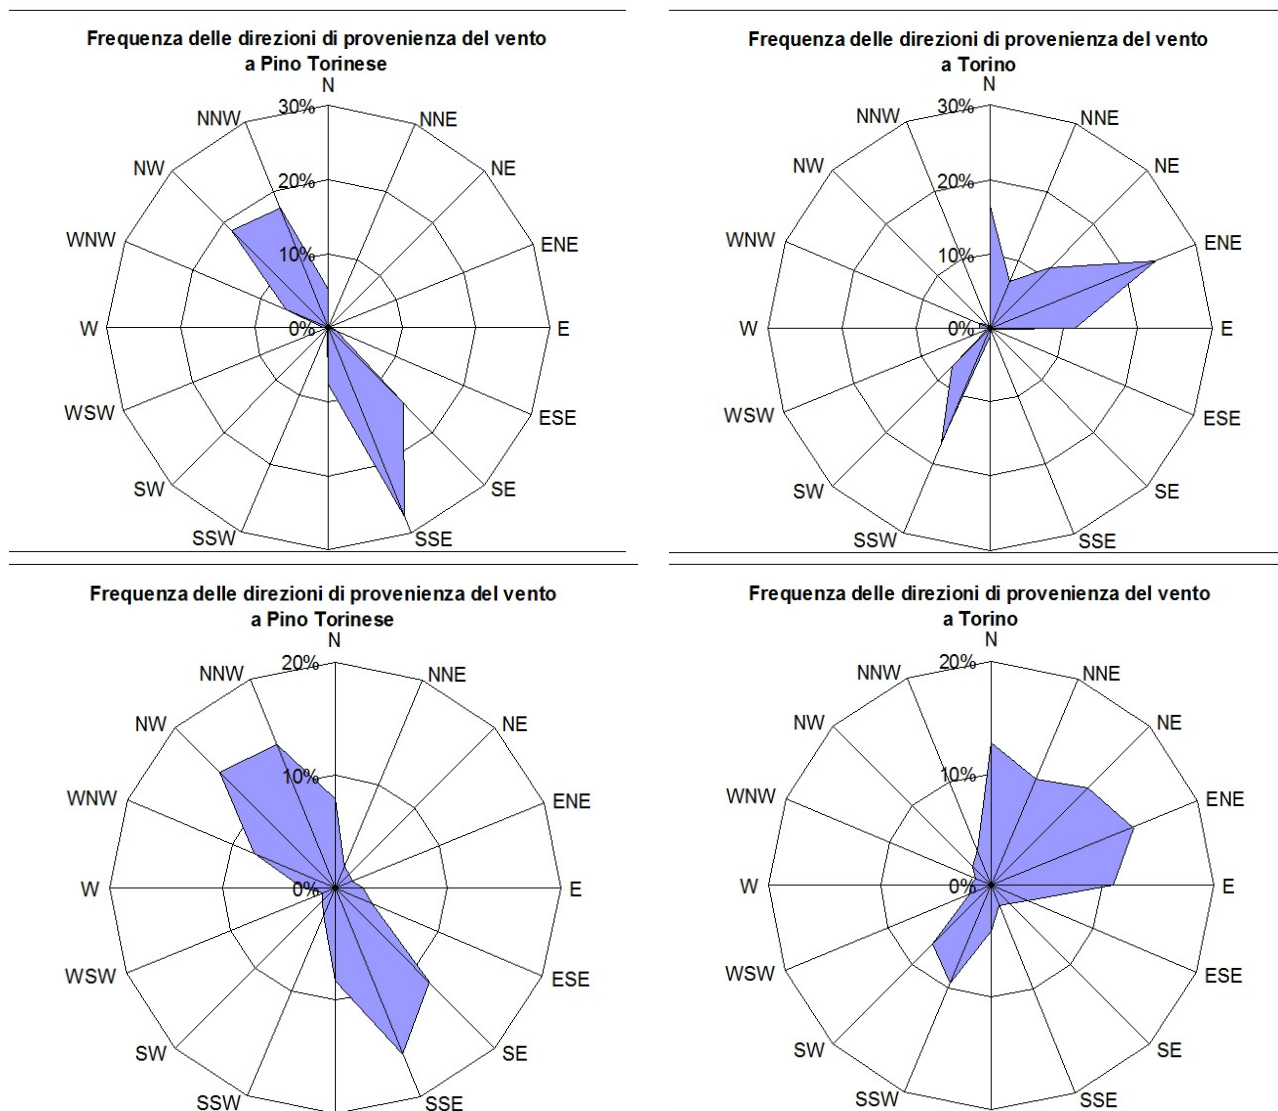 Frequenza delle direzioni di provenienza del vento
a Pino Torinese
N
NNE
NE
ENE
E
ESE
SE
SSE
SSW
SW
WSW
W
WNW
NW
NNW
30%
20%
10%
0%
Frequenza delle direzioni di provenienza del vento
a Torino
N
NNE
NE
ENE
E
ESE
SE
SSE
SSW
SW
WSW
W
WNW
NW
NNW
30%
20%
10%
0%
Frequenza delle direzioni di provenienza del vento
a Pino Torinese
N
NNE
NE
ENE
E
ESE
SE
SSE
SSW
SW
WSW
W
WNW
NW
NNW
20%
10%
0%
Frequenza delle direzioni di provenienza del vento
a Torino
N
NNE
NE
ENE
E
ESE
SE
SSE
SSW
SW
WSW
W
WNW
NW
NNW
20%
10%
0%